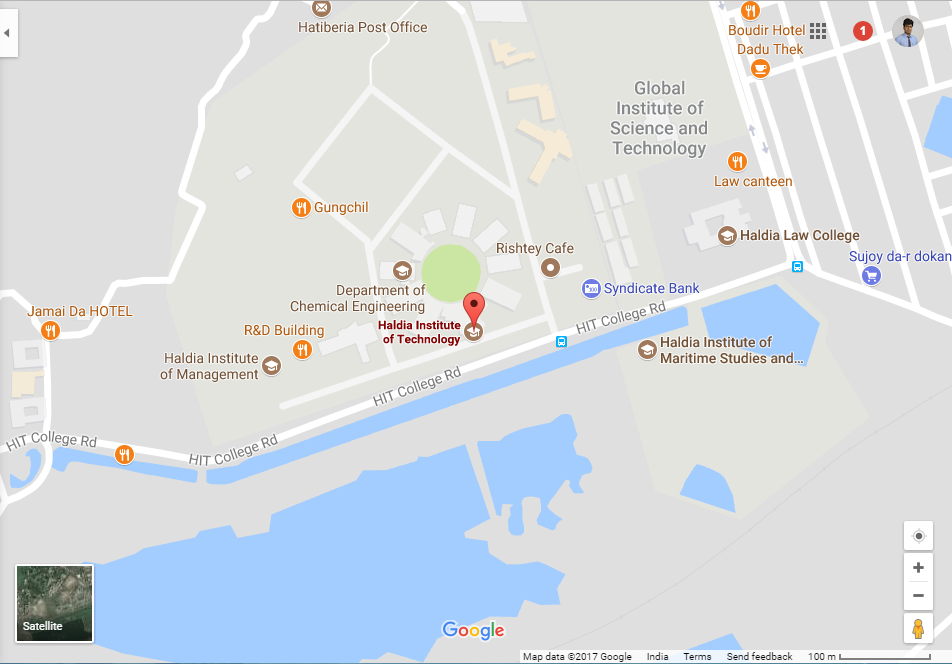 Hatiberia Post Office
Boudir Hotel
Dadu Thek
1
Global
Institute of
Science and
Technology
Law canteen
Gungchil
Haldia Law College
Rishtey Cafe
Sujoy da-r dokan
Department of
Chemical Engineering
Syndicate Bank
Jamai Da HOTEL
R&D Building
Haldia Institute
of Technology
HIT College Rd
Haldia Institute of
Maritime Studies and...
Haldia Institute
of Management
HIT College Rd
HIT College Rd
HIT College Rd
Satellite
+
−
Google
Map data ©2017 Google India Terms Send feedback 100 m